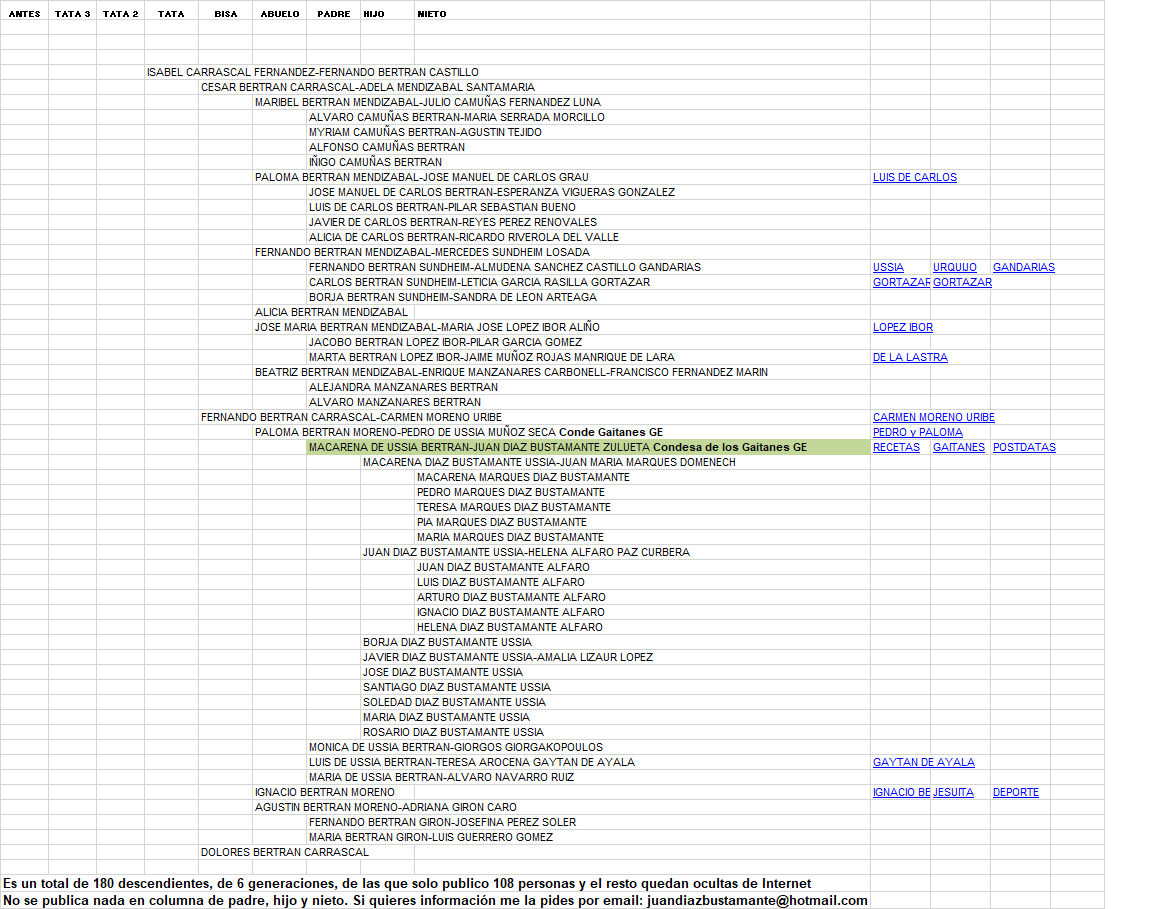 ANTES TATA 3 TATA 2 TATA BISA ABUELO PADRE HIJO NIETO
ISABEL CARRASCAL FERNANDEZ-FERNANDO BERTRAN CASTILLO
CESAR BERTRAN CARRASCAL-ADELA MENDIZABAL SANTAMARIA
MARIBEL BERTRAN MENDIZABAL-JULIO CAMUÑAS FERNANDEZ LUNA
ALVARO CAMUÑAS BERTRAN-MARIA SERRADA MORCILLO
MYRIAM CAMUÑAS BERTRAN-AGUSTIN TEJIDO
ALFONSO CAMUÑAS BERTRAN
IÑIGO CAMUÑAS BERTRAN
PALOMA BERTRAN MENDIZABAL-JOSE MANUEL DE CARLOS GRAU LUIS DE CARLOS
JOSE MANUEL DE CARLOS BERTRAN-ESPERANZA VIGUERAS GONZALEZ
LUIS DE CARLOS BERTRAN-PILAR SEBASTIAN BUENO
JAVIER DE CARLOS BERTRAN-REYES PEREZ RENOVALES
ALICIA DE CARLOS BERTRAN-RICARDO RIVEROLA DEL VALLE
FERNANDO BERTRAN MENDIZABAL-MERCEDES SUNDHEIM LOSADA
FERNANDO BERTRAN SUNDHEIM-ALMUDENA SANCHEZ CASTILLO GANDARIAS USSIA URQUIJO GANDARIAS
CARLOS BERTRAN SUNDHEIM-LETICIA GARCIA RASILLA GORTAZAR GORTAZAR GORTAZAR
BORJA BERTRAN SUNDHEIM-SANDRA DE LEON ARTEAGA
ALICIA BERTRAN MENDIZABAL
JOSE MARIA BERTRAN MENDIZABAL-MARIA JOSE LOPEZ IBOR ALIÑO LOPEZ IBOR
JACOBO BERTRAN LOPEZ IBOR-PILAR GARCIA GOMEZ
MARTA BERTRAN LOPEZ IBOR-JAIME MUÑOZ ROJAS MANRIQUE DE LARA DE LA LASTRA
BEATRIZ BERTRAN MENDIZABAL-ENRIQUE MANZANARES CARBONELL-FRANCISCO FERNANDEZ MARIN
ALEJANDRA MANZANARES BERTRAN
ALVARO MANZANARES BERTRAN
FERNANDO BERTRAN CARRASCAL-CARMEN MORENO URIBE CARMEN MORENO URIBE
PALOMA BERTRAN MORENO-PEDRO DE USSIA MUÑOZ SECA Conde Gaitanes GE PEDRO y PALOMA
MACARENA DE USSIA BERTRAN-JUAN DIAZ BUSTAMANTE ZULUETA Condesa de los Gaitanes GE RECETAS GAITANES POSTDATAS
MACARENA DIAZ BUSTAMANTE USSIA-JUAN MARIA MARQUES DOMENECH
MACARENA MARQUES DIAZ BUSTAMANTE
PEDRO MARQUES DIAZ BUSTAMANTE
TERESA MARQUES DIAZ BUSTAMANTE
PIA MARQUES DIAZ BUSTAMANTE
MARIA MARQUES DIAZ BUSTAMANTE
JUAN DIAZ BUSTAMANTE USSIA-HELENA ALFARO PAZ CURBERA
JUAN DIAZ BUSTAMANTE ALFARO
LUIS DIAZ BUSTAMANTE ALFARO
ARTURO DIAZ BUSTAMANTE ALFARO
IGNACIO DIAZ BUSTAMANTE ALFARO
HELENA DIAZ BUSTAMANTE ALFARO
BORJA DIAZ BUSTAMANTE USSIA
JAVIER DIAZ BUSTAMANTE USSIA-AMALIA LIZAUR LOPEZ
JOSE DIAZ BUSTAMANTE USSIA
SANTIAGO DIAZ BUSTAMANTE USSIA
SOLEDAD DIAZ BUSTAMANTE USSIA
MARIA DIAZ BUSTAMANTE USSIA
ROSARIO DIAZ BUSTAMANTE USSIA
MONICA DE USSIA BERTRAN-GIORGOS GIORGAKOPOULOS
LUIS DE USSIA BERTRAN-TERESA AROCENA GAYTAN DE AYALA GAYTAN DE AYALA
MARIA DE USSIA BERTRAN-ALVARO NAVARRO RUIZ
IGNACIO BERTRAN MORENO IGNACIO BE JESUITA DEPORTE
AGUSTIN BERTRAN MORENO-ADRIANA GIRON CARO
FERNANDO BERTRAN GIRON-JOSEFINA PEREZ SOLER
MARIA BERTRAN GIRON-LUIS GUERRERO GOMEZ
DOLORES BERTRAN CARRASCAL
Es un total de 180 descendientes, de 6 generaciones, de las que solo publico 108 personas y el resto quedan ocultas de Internet
No se publica nada en columna de padre, hijo y nieto. Si quieres información me la pides por email: juandiazbustamante@hotmail.com